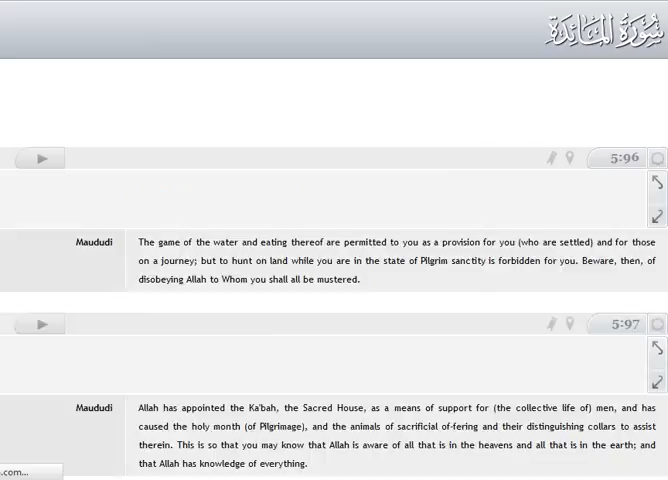 سُورَةُ المَائِدَةِ
5:96
Maududi
The game of the water and eating thereof are permitted to you as a provision for you (who are settled) and for those
on a journey; but to hunt on land while you are in the state of Pilgrim sanctity is forbidden for you. Beware, then, of
disobeying Allah to Whom you shall all be mustered.
5:97
Maududi
Allah has appointed the Ka'bah, the Sacred House, as a means of support for (the collective life of) men, and has
caused the holy month (of Pilgrimage), and the animals of sacrificial of-fering and their distinguishing collars to assist
therein. This is so that you may know that Allah is aware of all that is in the heavens and all that is in the earth; and
that Allah has knowledge of everything.
.com...